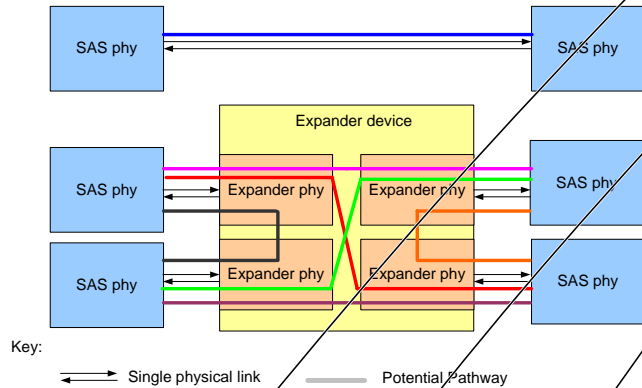 SAS phy
SAS phy
Expander device
SAS phy
Expander phy
Expander phy
SAS phy
SAS phy
Expander phy
Expander phy
SAS phy
Key:
Single physical link
Potential Pathway